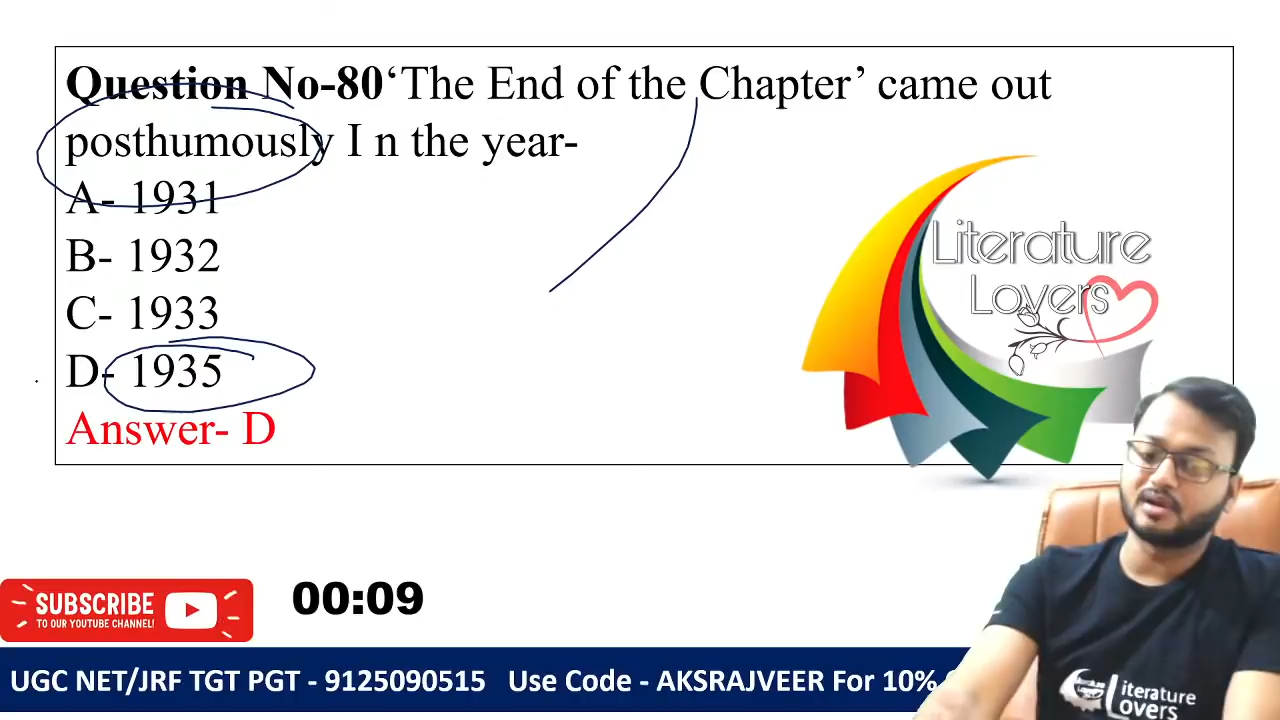 Question No-80‘The End of the Chapter’ came out
posthumously I n the year-
A- 1931
B- 1932
C- 1933
D- 1935
Answer- D
Literature
Lovers
SUBSCRIBE
TO OUR YOUTUBE CHANNEL!
00:09
UGC NET/JRF TGT PGT - 9125090515 Use Code - AKSRAJVEER For 10%
iterature
overs